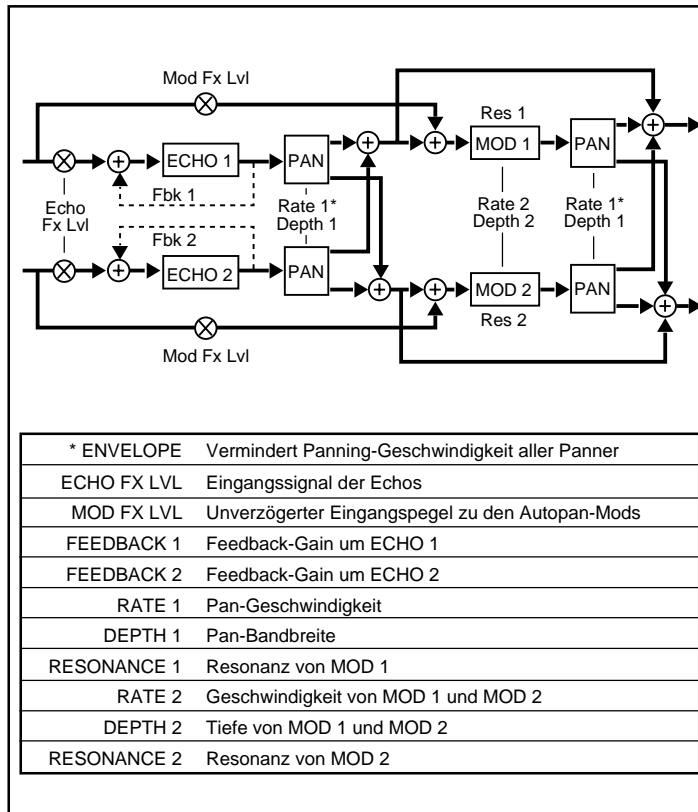 Mod Fx Lvl
Res 1
ECHO 1
PAN
MOD 1
PAN
Fbk 1
Echo
Fx Lvl
Rate 1*
Depth 1
Rate 2
Depth 2
Rate 1*
Depth 1
Fbk 2
ECHO 2
PAN
MOD 2
PAN
Res 2
Mod Fx Lvl
* ENVELOPE Vermindert Panning-Geschwindigkeit aller Panner
ECHO FX LVL Eingangssignal der Echos
MOD FX LVL Unverzögerter Eingangspegel zu den Autopan-Mods
FEEDBACK 1 Feedback-Gain um ECHO 1
FEEDBACK 2 Feedback-Gain um ECHO 2
RATE 1 Pan-Geschwindigkeit
DEPTH 1 Pan-Bandbreite
RESONANCE 1 Resonanz von MOD 1
RATE 2 Geschwindigkeit von MOD 1 und MOD 2
DEPTH 2 Tiefe von MOD 1 und MOD 2
RESONANCE 2 Resonanz von MOD 2